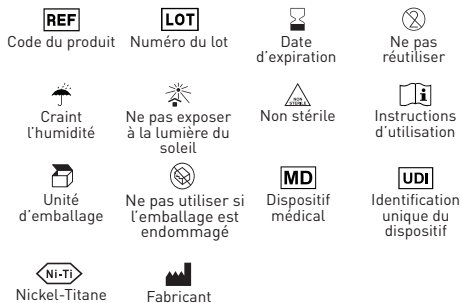 REF
LOT
Code du produit
Numéro du lot
Date
d'expiration
Ne pas
réutiliser
2
NON
STERILE
i
Craint
l'humidité
Ne pas exposer
à la lumière du
soleil
Non stérile
Instructions
d'utilisation
MD
UDI
Unité
d'emballage
Ne pas utiliser si
l'emballage est
endommagé
Dispositif
médical
Identification
unique du
dispositif
Ni-Ti
Nickel-Titane
Fabricant